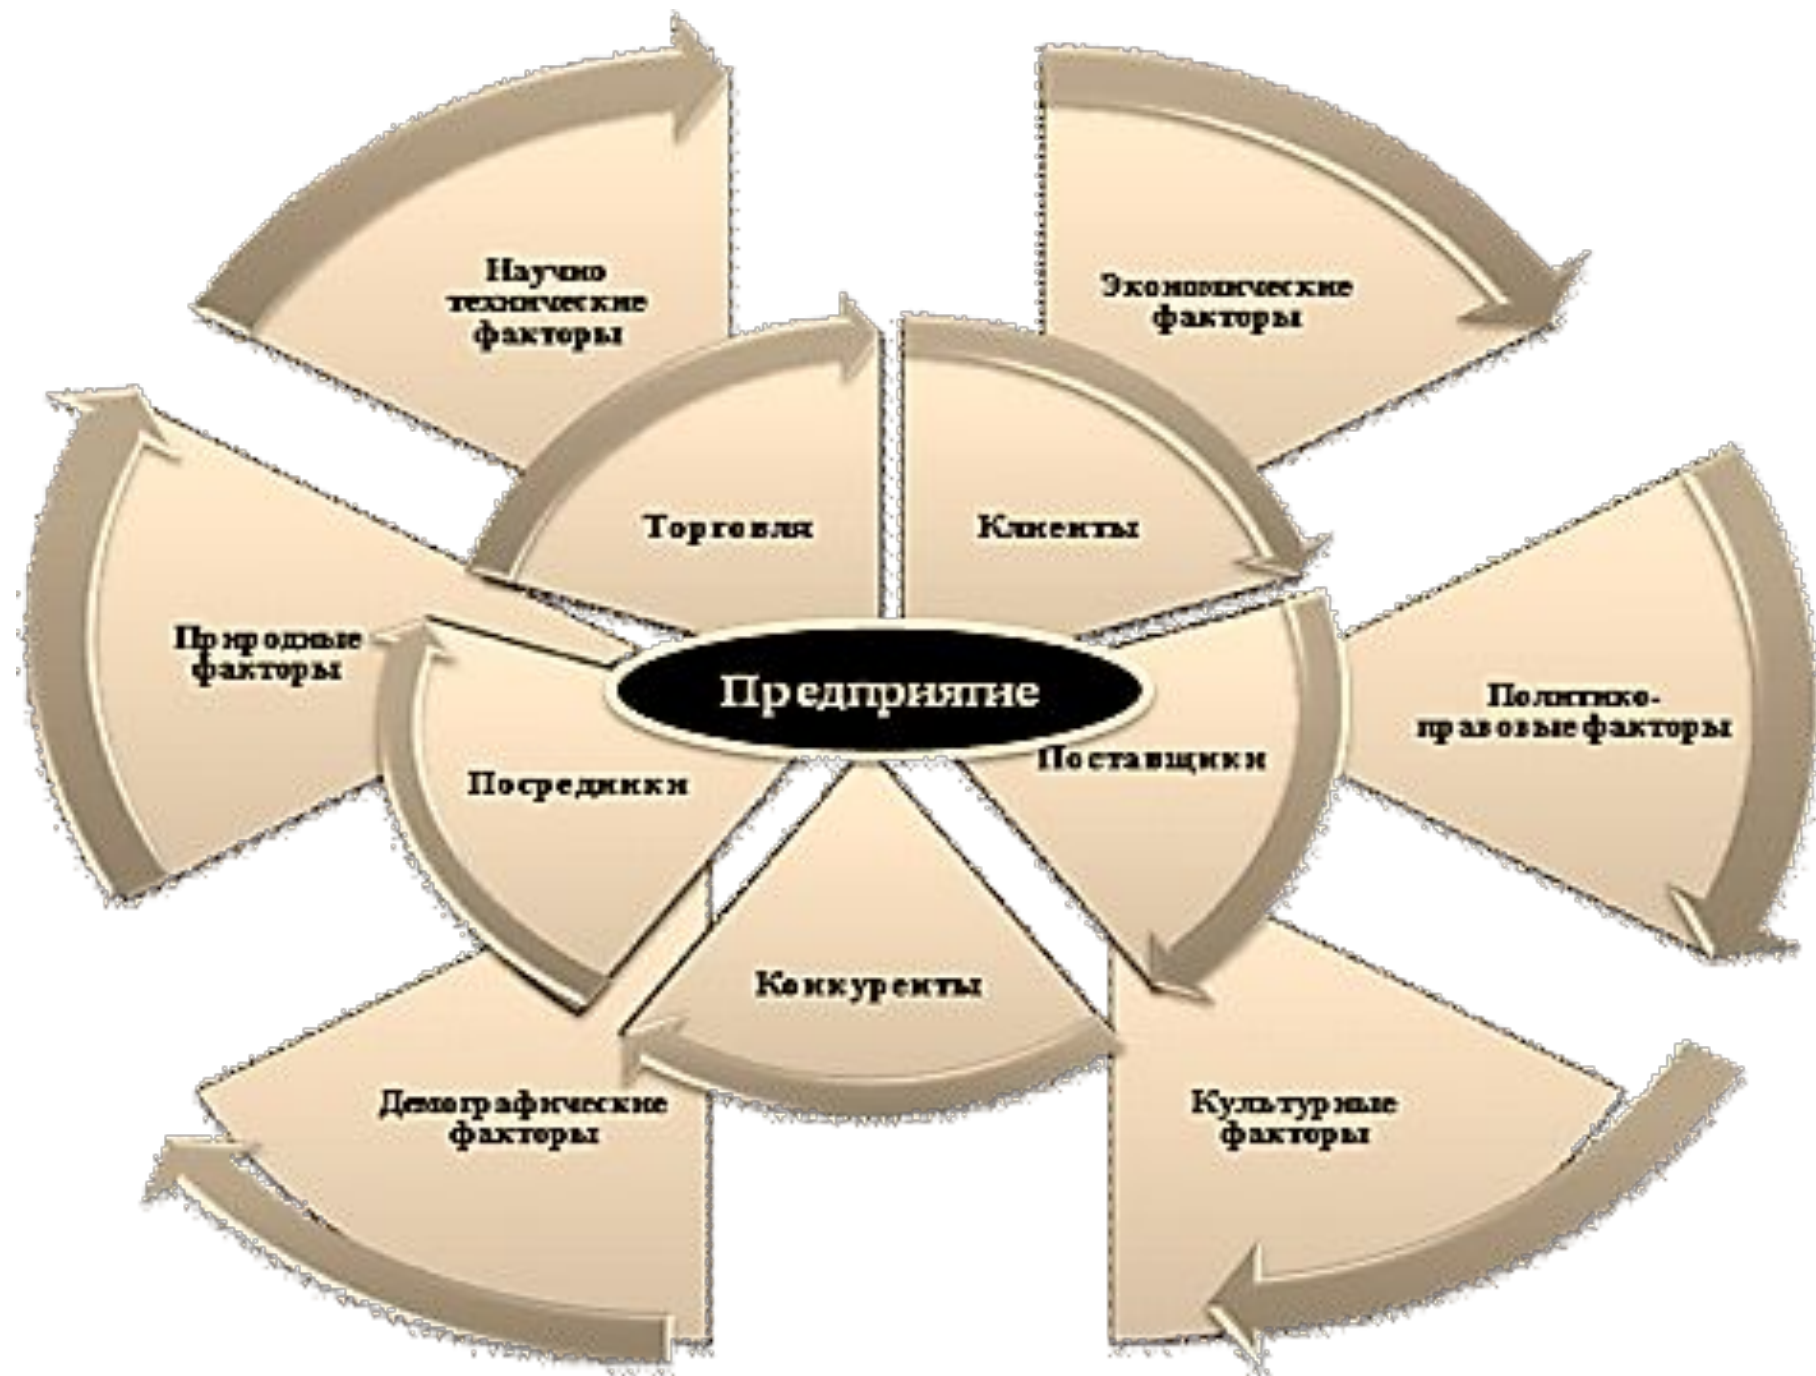 Научно
технические
факторы
Экономические
факторы
Торговля
Клиенты
Природные
факторы
Предприятие
Политико-
правовые факторы
Посредники
Поставщики
Конкуренты
Демографические
факторы
Культурные
факторы